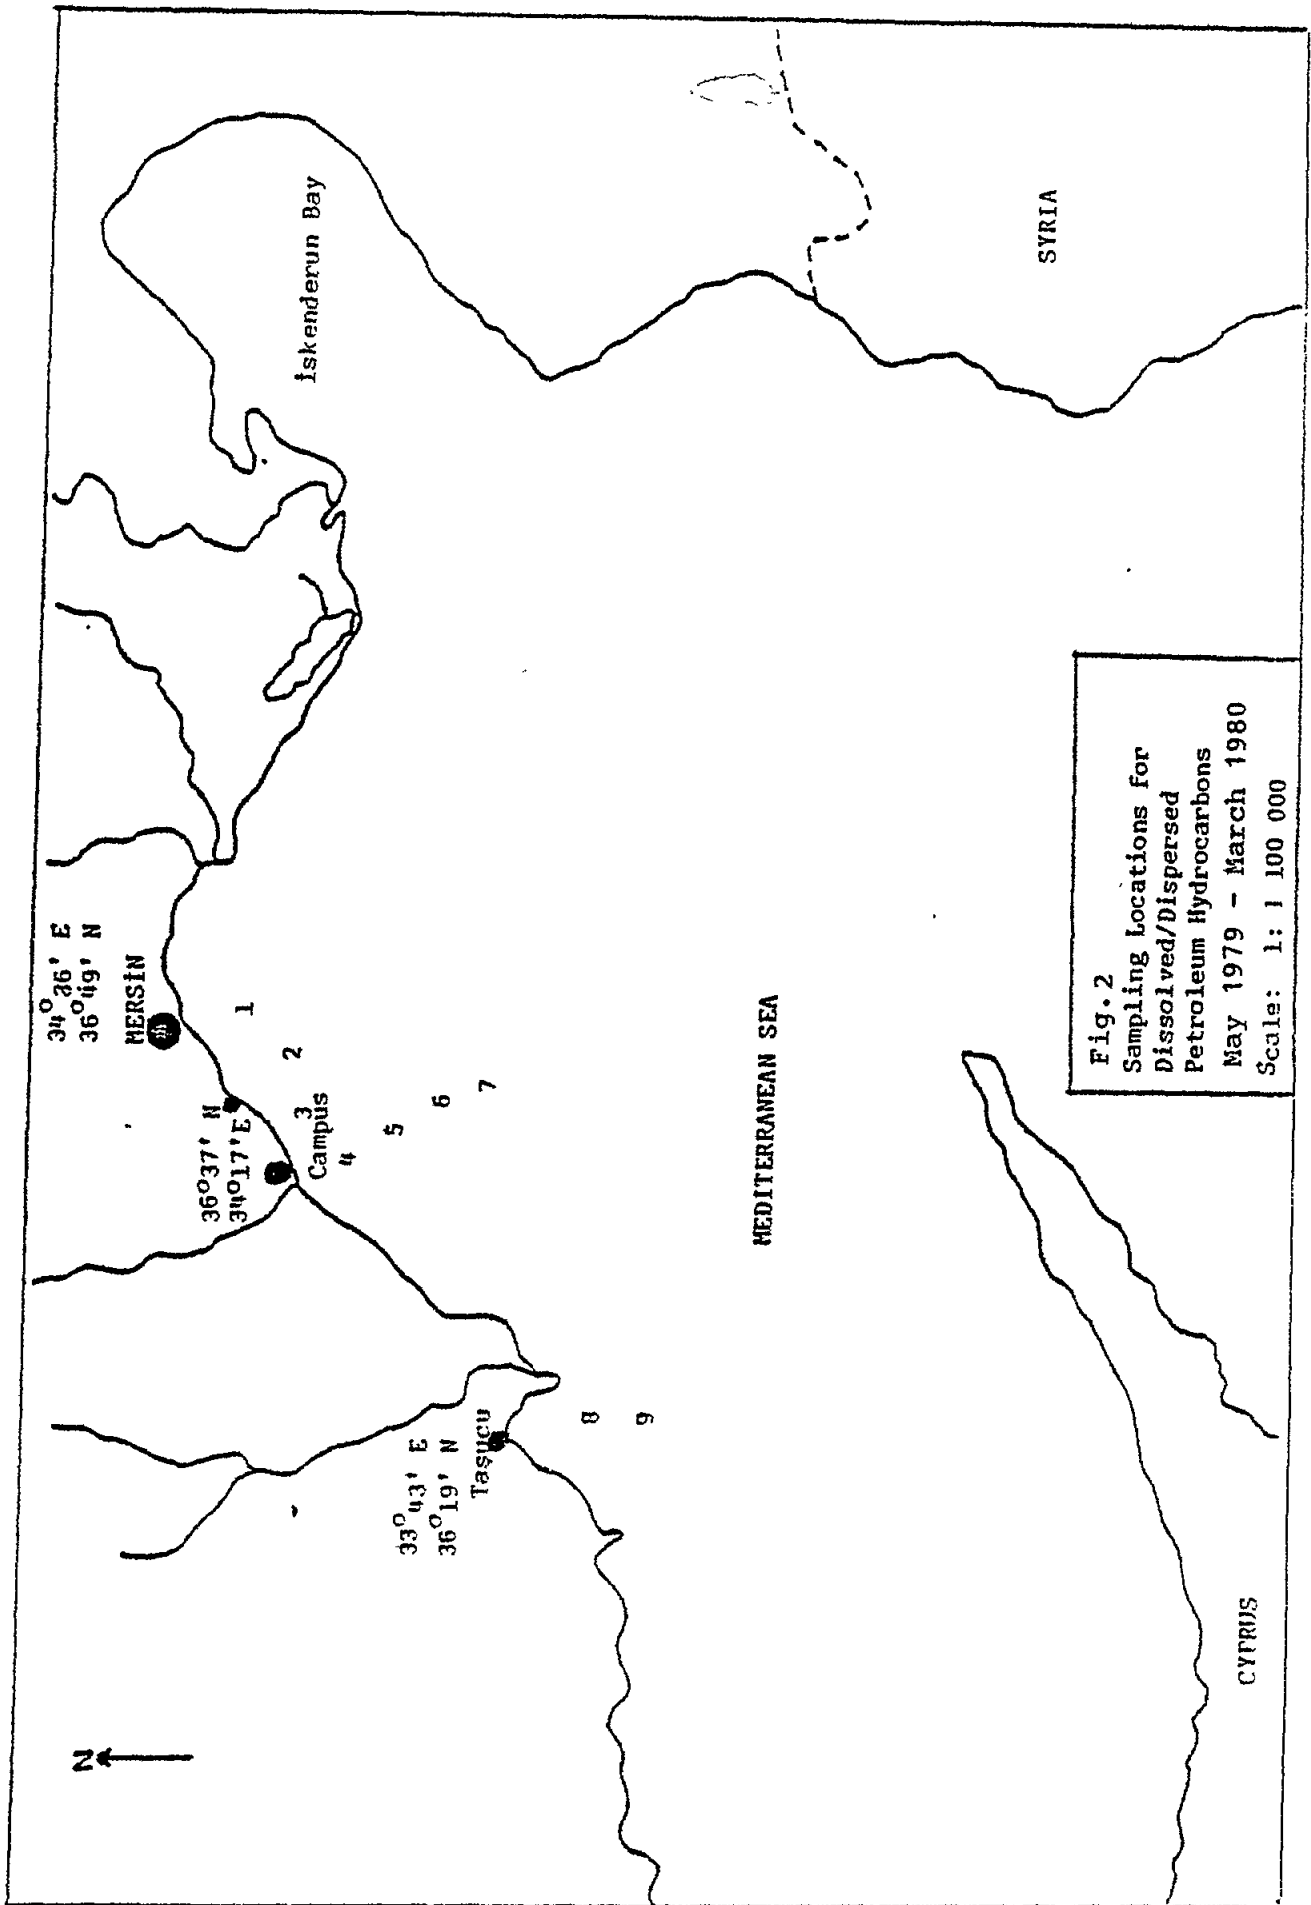 N
34° 36' E
36° 49' N
MERSİN
36°37' N
34°17'E
Campus
1
2
3
4
5
6
7
33° 43' E
36° 19' N
Taşucu
8
9
İskenderun Bay
SYRIA
MEDITERRANEAN SEA
CYPRUS
Fig.2
Sampling Locations for
Dissolved/Dispersed
Petroleum Hydrocarbons
May 1979 - March 1980
Scale: 1: 1 100 000